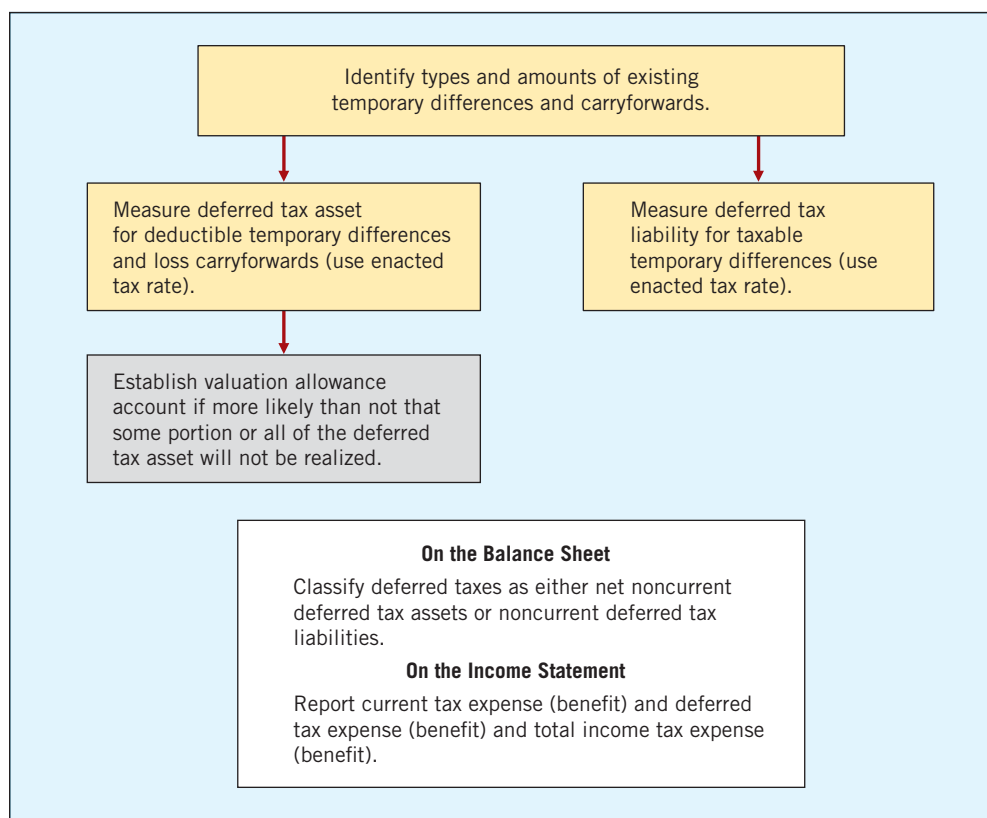 Identify types and amounts of existing
temporary differences and carryforwards.
Measure deferred tax asset
for deductible temporary differences
and loss carryforwards (use enacted
tax rate).
Measure deferred tax
liability for taxable
temporary differences (use
enacted tax rate).
Establish valuation allowance
account if more likely than not that
some portion or all of the deferred
tax asset will not be realized.
On the Balance Sheet
Classify deferred taxes as either net noncurrent
deferred tax assets or noncurrent deferred tax
liabilities.
On the Income Statement
Report current tax expense (benefit) and deferred
tax expense (benefit) and total income tax expense
(benefit).